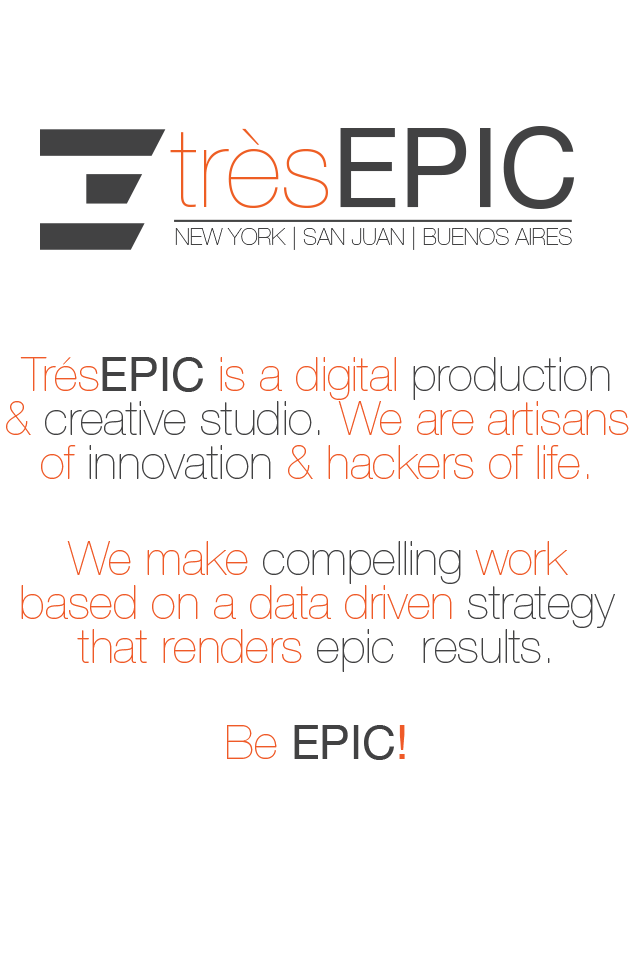 trèsEPIC
NEW YORK | SAN JUAN | BUENOS AIRES
TrésEPIC is a digital production
& creative studio. We are artisans
of innovation & hackers of life.
We make compelling work
based on a data driven strategy
that renders epic  results.
Be EPIC!